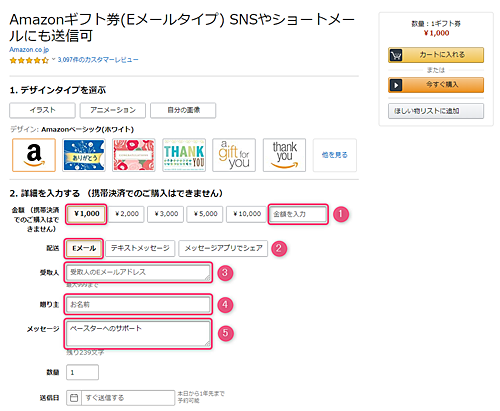 Amazonギフト券(Eメールタイプ) SNSやショートメー
ルにも送信可
Amazon.co.jp
3,097件のカスタマーレビュー
数量：1ギフト券
￥1,000
カートに入れる
または
今すぐ購入
ほしい物リストに追加
1. デザインタイプを選ぶ
イラスト
アニメーション
自分の画像
デザイン: Amazonベーシック(ホワイト)
a
ありがとう
THANK YOU
a gift for you
thank you
他を見る
2. 詳細を入力する （携帯決済でのご購入はできません）
金額 （携帯決済
でのご購入はで
きません）
￥1,000
￥2,000
￥3,000
￥5,000
￥10,000
金額を入力
1
配送
Eメール
テキストメッセージ
メッセージアプリでシェア
2
受取人
受取人のEメールアドレス
3
最大999まで
贈り主
お名前
4
メッセージ
ペースターへのサポート
5
残り239文字
数量
1
送信日
すぐ送信する
本日から1年先まで
予約可能